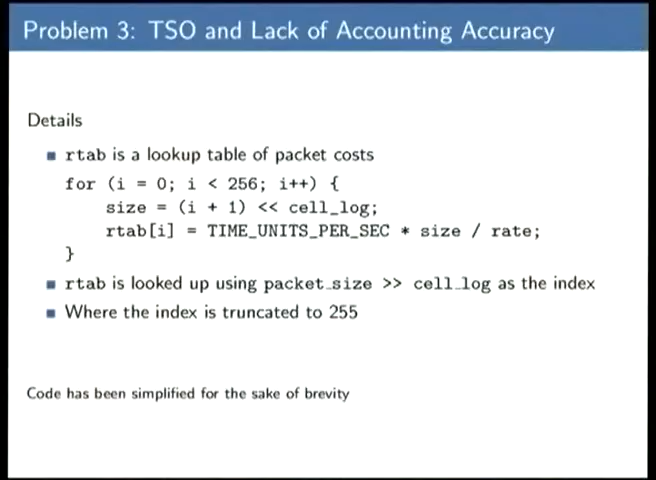 Problem 3: TSO and Lack of Accounting Accuracy
Details
rtab is a lookup table of packet costs
for (i = 0; i < 256; i++) {
size = (i + 1) << cell_log;
rtab[i] = TIME_UNITS_PER_SEC * size / rate;
}
rtab is looked up using packet_size >> cell_log as the index
Where the index is truncated to 255
Code has been simplified for the sake of brevity